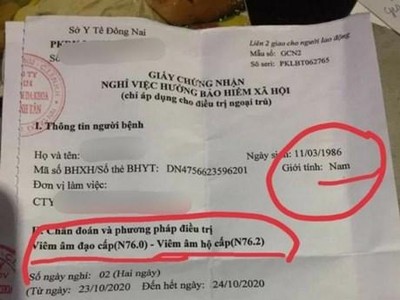 Sở Y Tế Đồng Nai
Liên 2 giao cho người lao động
Mẫu số: GCN2
Số seri: PKLBT062765
GIẤY CHỨNG NHẬN
NGHỈ VIỆC HƯỞNG BẢO HIỂM XÃ HỘI
(chỉ áp dụng cho điều trị ngoại trú)
I. Thông tin người bệnh
Họ và tên:
Ngày sinh: 11/03/1986
Mã số BHXH/Số thẻ BHYT: DN4756623596201
Giới tính: Nam
Đơn vị làm việc:
CTY
II. Chẩn đoán và phương pháp điều trị
Viêm âm đạo cấp(N76.0) - Viêm âm hộ cấp(N76.2)
Số ngày nghỉ: 02 (Hai ngày)
(Từ ngày: 23/10/2020 Đến hết ngày: 24/10/2020